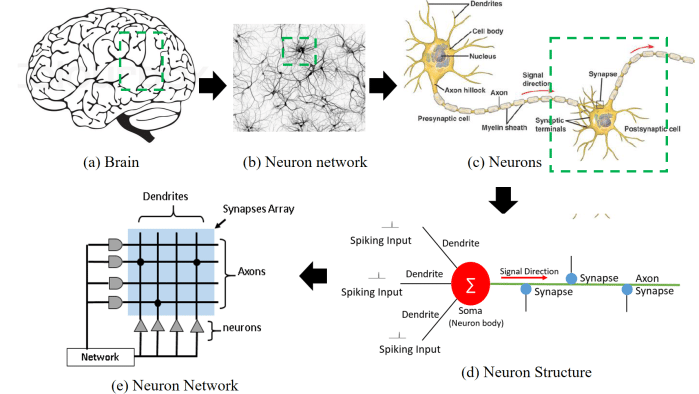 Dendrites
Cell body
Nucleus
Axon hillock
Axon
Signal
direction
Synapse
Presynaptic cell
Myelin sheath
Synaptic
terminals
Postsynaptic cell
(a) Brain
(b) Neuron network
(c) Neurons
Dendrites
Synapses Array
Axons
neurons
Network
(e) Neuron Network
Spiking Input
Dendrite
Spiking Input
Dendrite
Dendrite
Spiking Input
Σ
Soma
(Neuron body)
Signal Direction
Synapse
Synapse
Axon
Synapse
(d) Neuron Structure